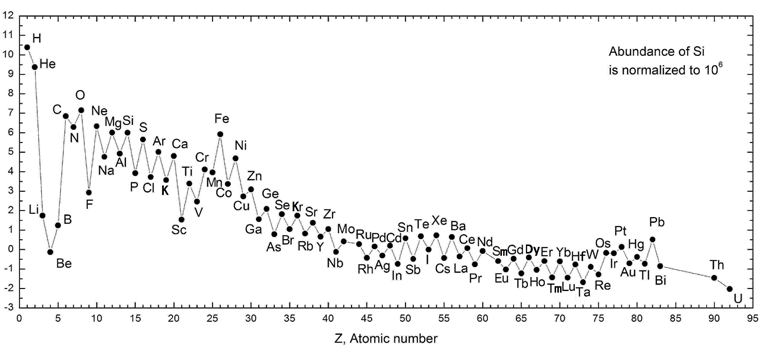 12
11
10
9
8
7
6
5
4
3
2
1
0
-1
-2
-3
0 5 10 15 20 25 30 35 40 45 50 55 60 65 70 75 80 85 90 95
Z, Atomic number
Abundance of Si
is normalized to 10⁶
H
He
Li
Be
B
C
N
O
F
Ne
Na
Mg
Al
Si
P
S
Cl
Ar
K
Ca
Sc
Ti
V
Cr
Mn
Fe
Co
Ni
Cu
Zn
Ga
Ge
As
Se
Br
Kr
Rb
Sr
Y
Zr
Nb
Mo
Ru
Rh
Pd
Ag
Cd
In
Sn
Sb
Te
I
Xe
Cs
Ba
La
Ce
Pr
Nd
Sm
Eu
Gd
Tb
Dy
Ho
Er
Tm
Yb
Lu
Hf
Ta
W
Re
Os
Ir
Pt
Au
Hg
Tl
Pb
Bi
Th
U